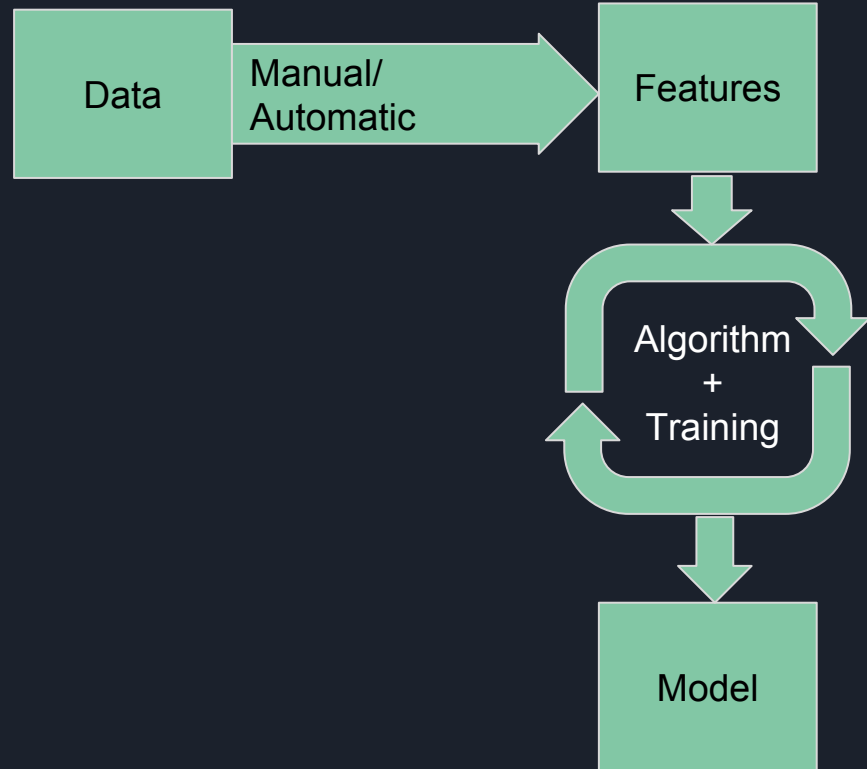 Data
Manual/
Automatic
Features
Algorithm
+
Training
Model